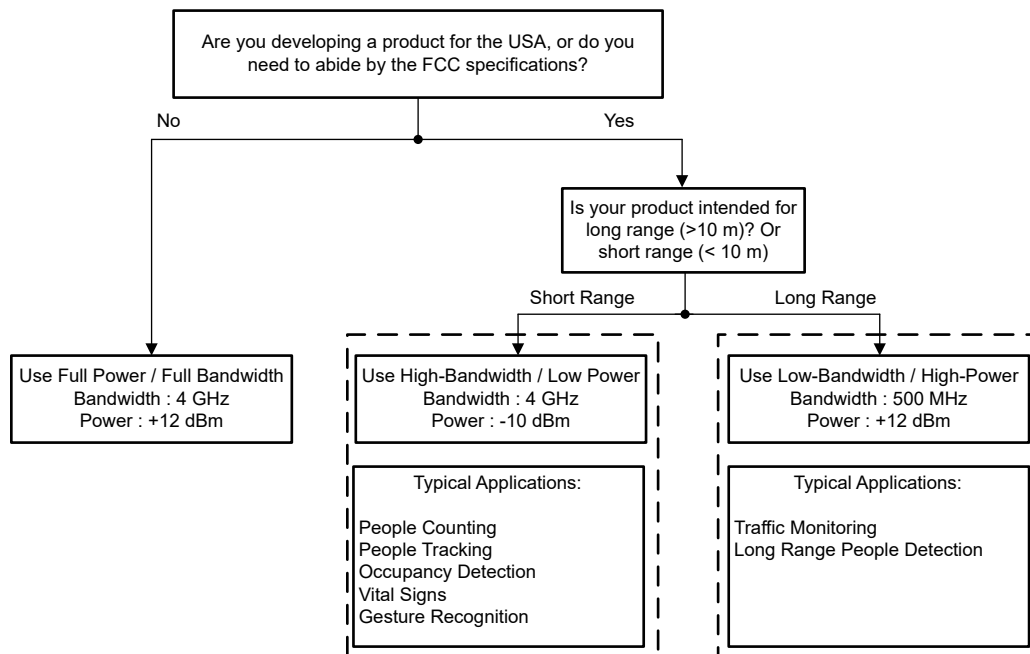 Are you developing a product for the USA, or do you
need to abide by the FCC specifications?
No
Yes
Is your product intended for
long range (>10 m)? Or
short range (< 10 m)
Short Range
Long Range
Use Full Power / Full Bandwidth
Bandwidth : 4 GHz
Power : +12 dBm
Use High-Bandwidth / Low Power
Bandwidth : 4 GHz
Power : -10 dBm
Use Low-Bandwidth / High-Power
Bandwidth : 500 MHz
Power : +12 dBm
Typical Applications:
People Counting
People Tracking
Occupancy Detection
Vital Signs
Gesture Recognition
Typical Applications:
Traffic Monitoring
Long Range People Detection